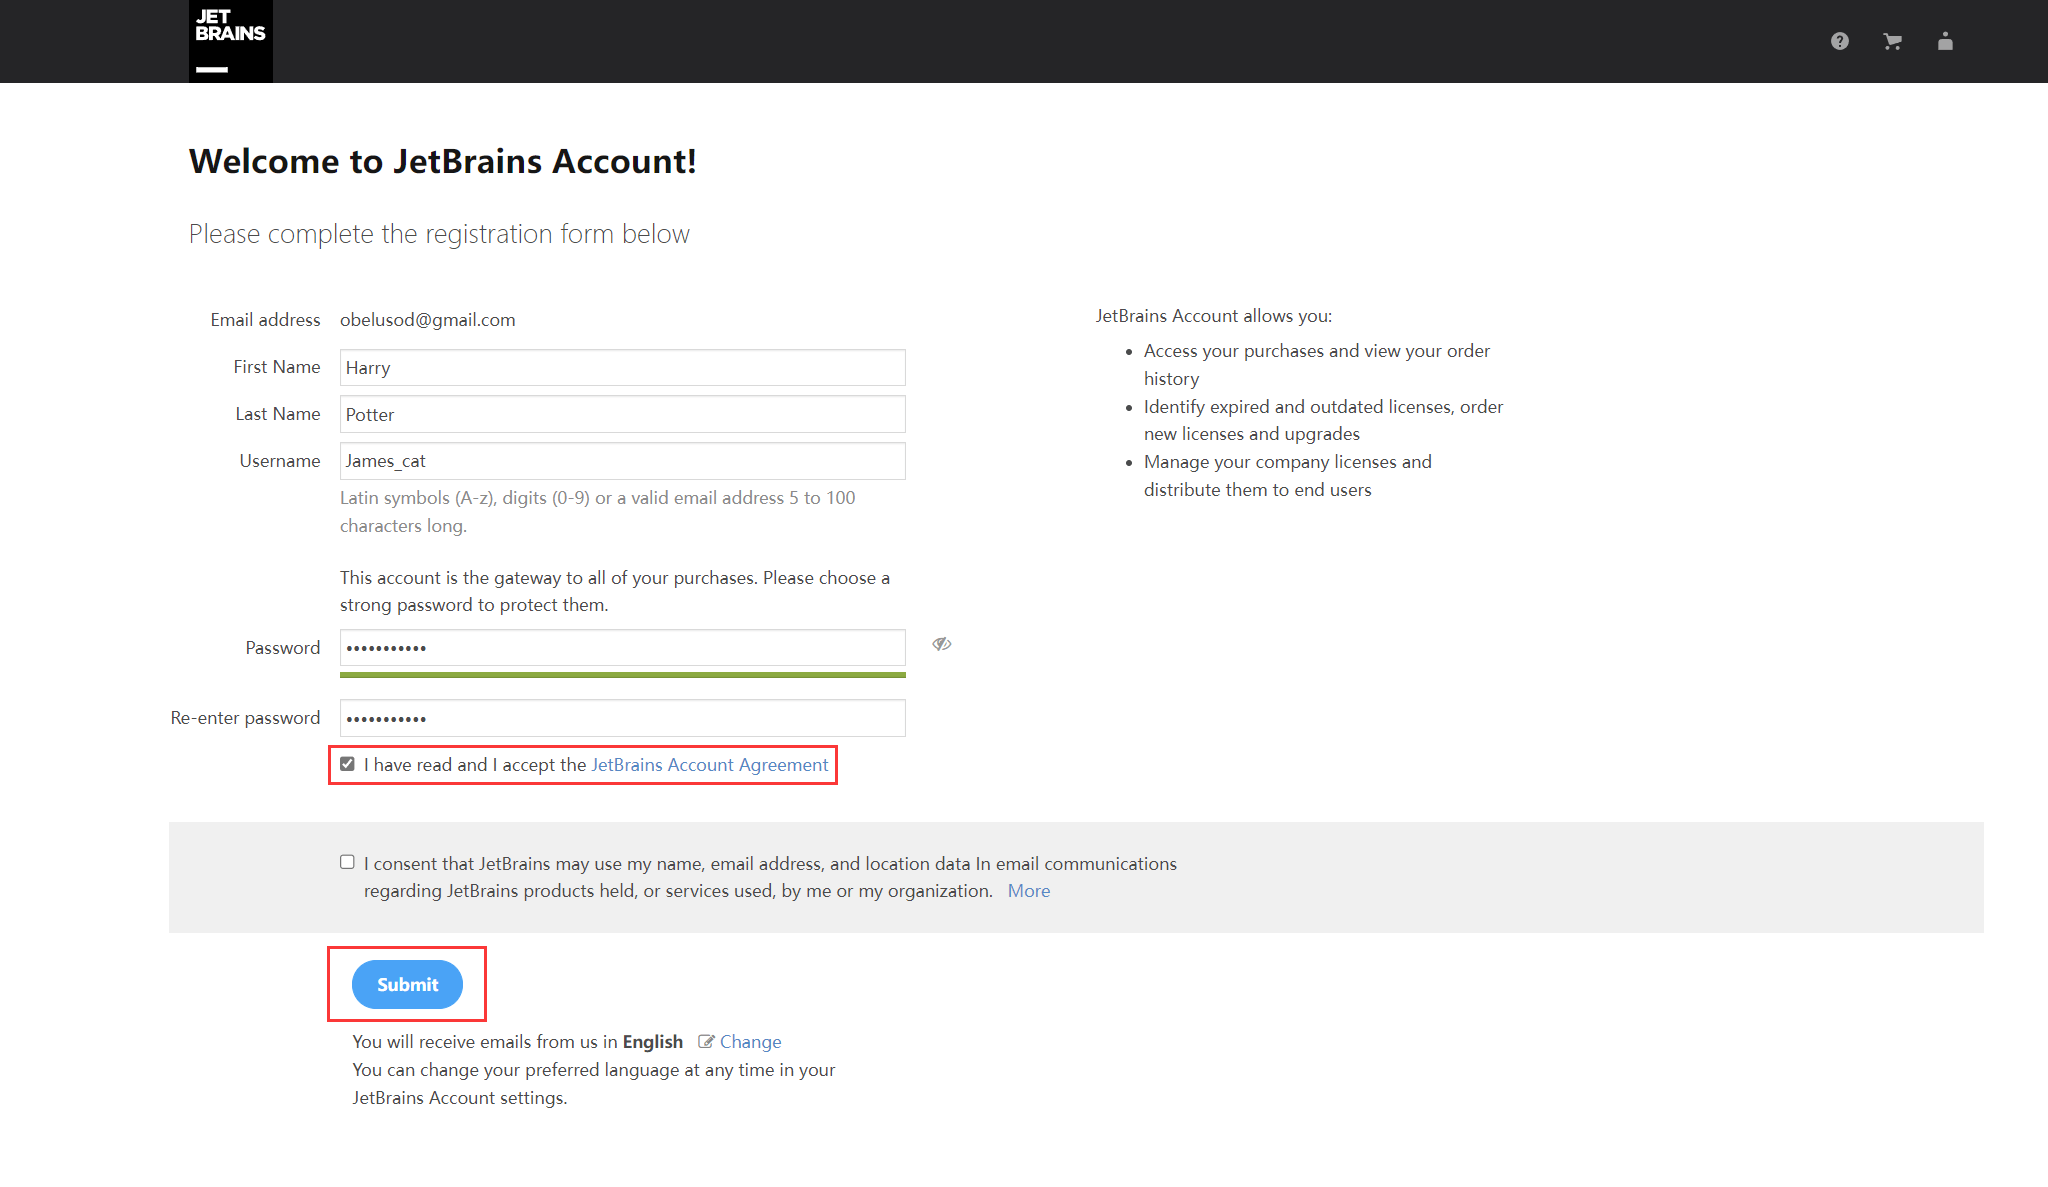 JET
BRAINS
Welcome to JetBrains Account!
Please complete the registration form below
Email address obelusod@gmail.com
First Name Harry
Last Name Potter
Username James_cat
Latin symbols (A-z), digits (0-9) or a valid email address 5 to 100
characters long.
This account is the gateway to all of your purchases. Please choose a
strong password to protect them.
Password •••••••••••
Re-enter password •••••••••••
I have read and I accept the JetBrains Account Agreement
JetBrains Account allows you:
• Access your purchases and view your order
history
• Identify expired and outdated licenses, order
new licenses and upgrades
• Manage your company licenses and
distribute them to end users
I consent that JetBrains may use my name, email address, and location data In email communications
regarding JetBrains products held, or services used, by me or my organization. More
Submit
You will receive emails from us in English Change
You can change your preferred language at any time in your
JetBrains Account settings.